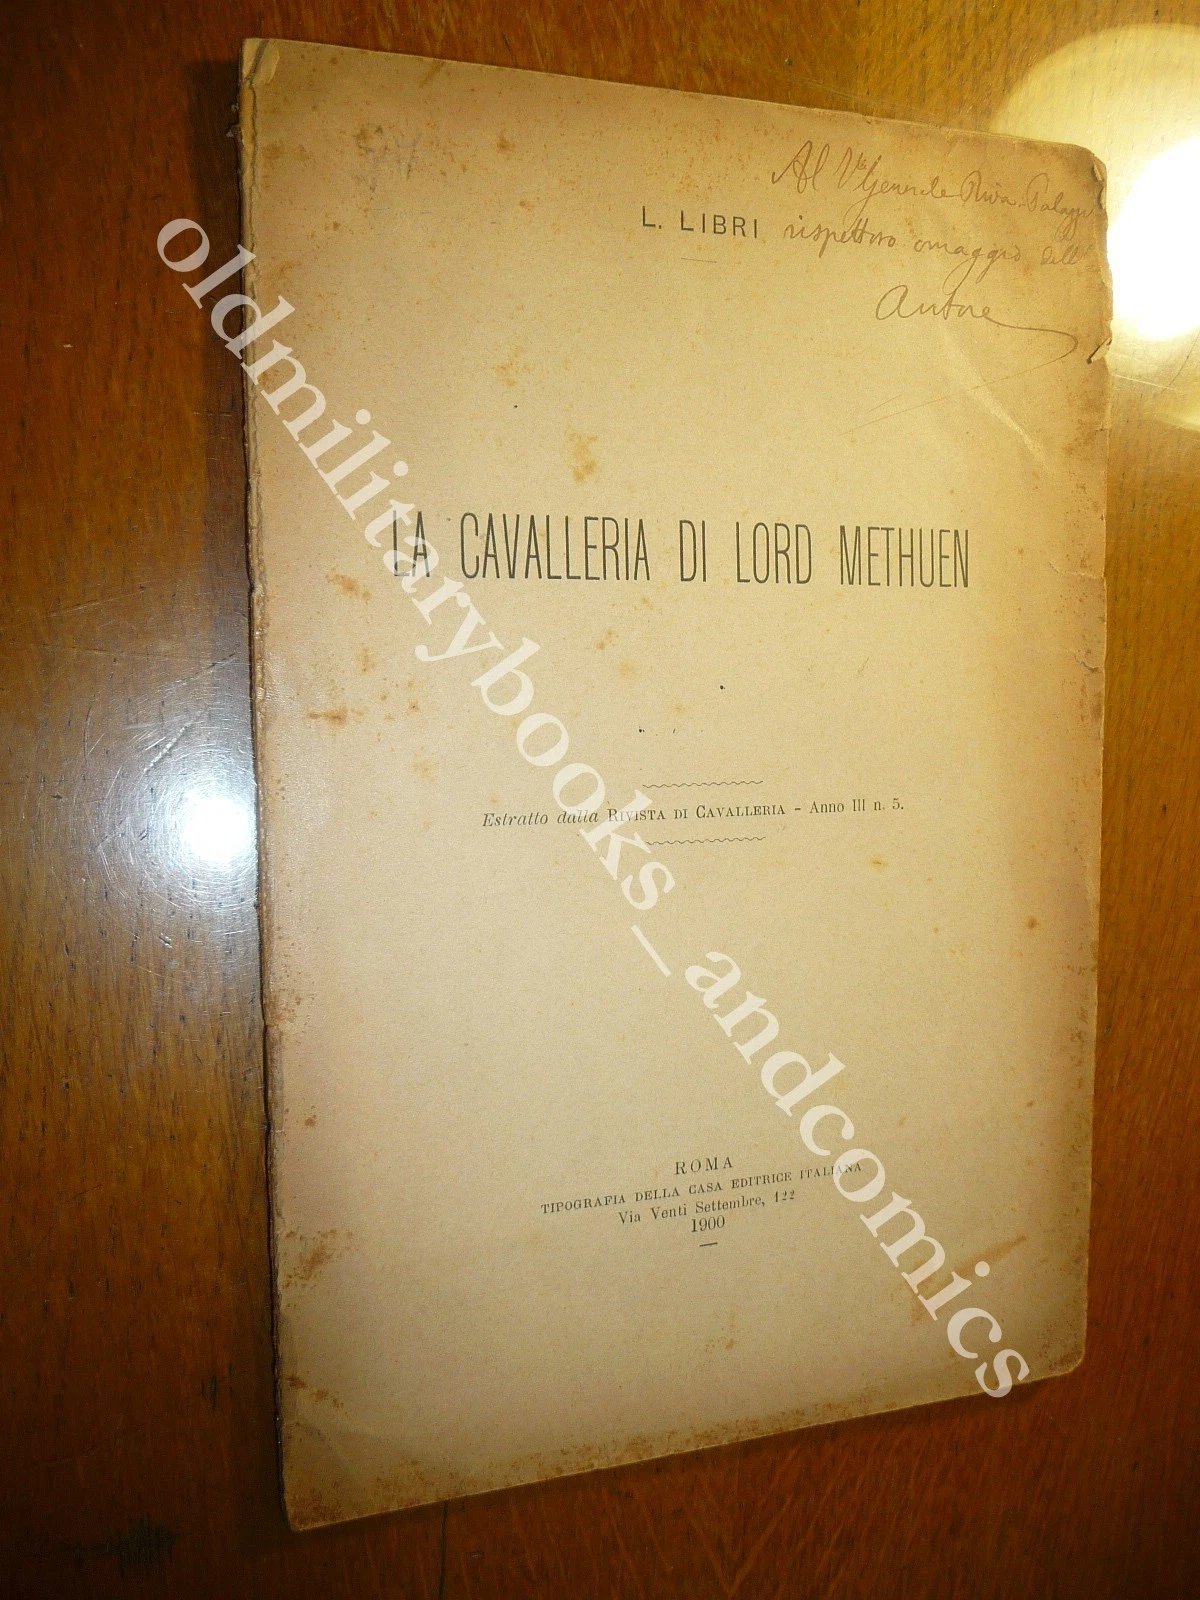 Al V.te Generale Riva-Palazzi
L. LIBRI rispettoso omaggio dell'
Autore
LA CAVALLERIA DI LORD METHUEN
Estratto dalla RIVISTA DI CAVALLERIA - Anno III n. 5.
ROMA
TIPOGRAFIA DELLA CASA EDITRICE ITALIANA
Via Venti Settembre, 122
1900
oldmilitarybooks_andcomics